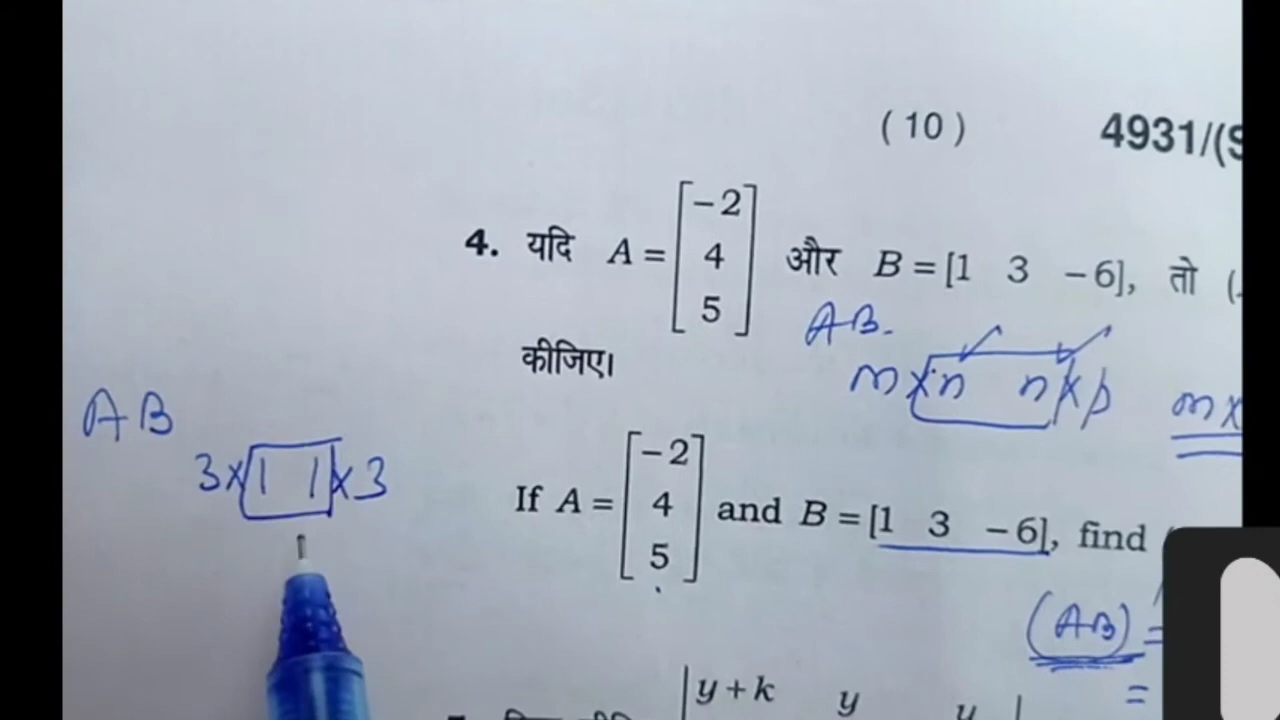 ( 10 ) 4931/(S
4. यदि A = [-2 4 5] और B = [1 3 -6], तो (
कीजिए।
AB.
m×n n×p m×
AB
3×1 1×3
If A = [-2 4 5] and B = [1 3 -6], find
(AB) =
=
y + k y y